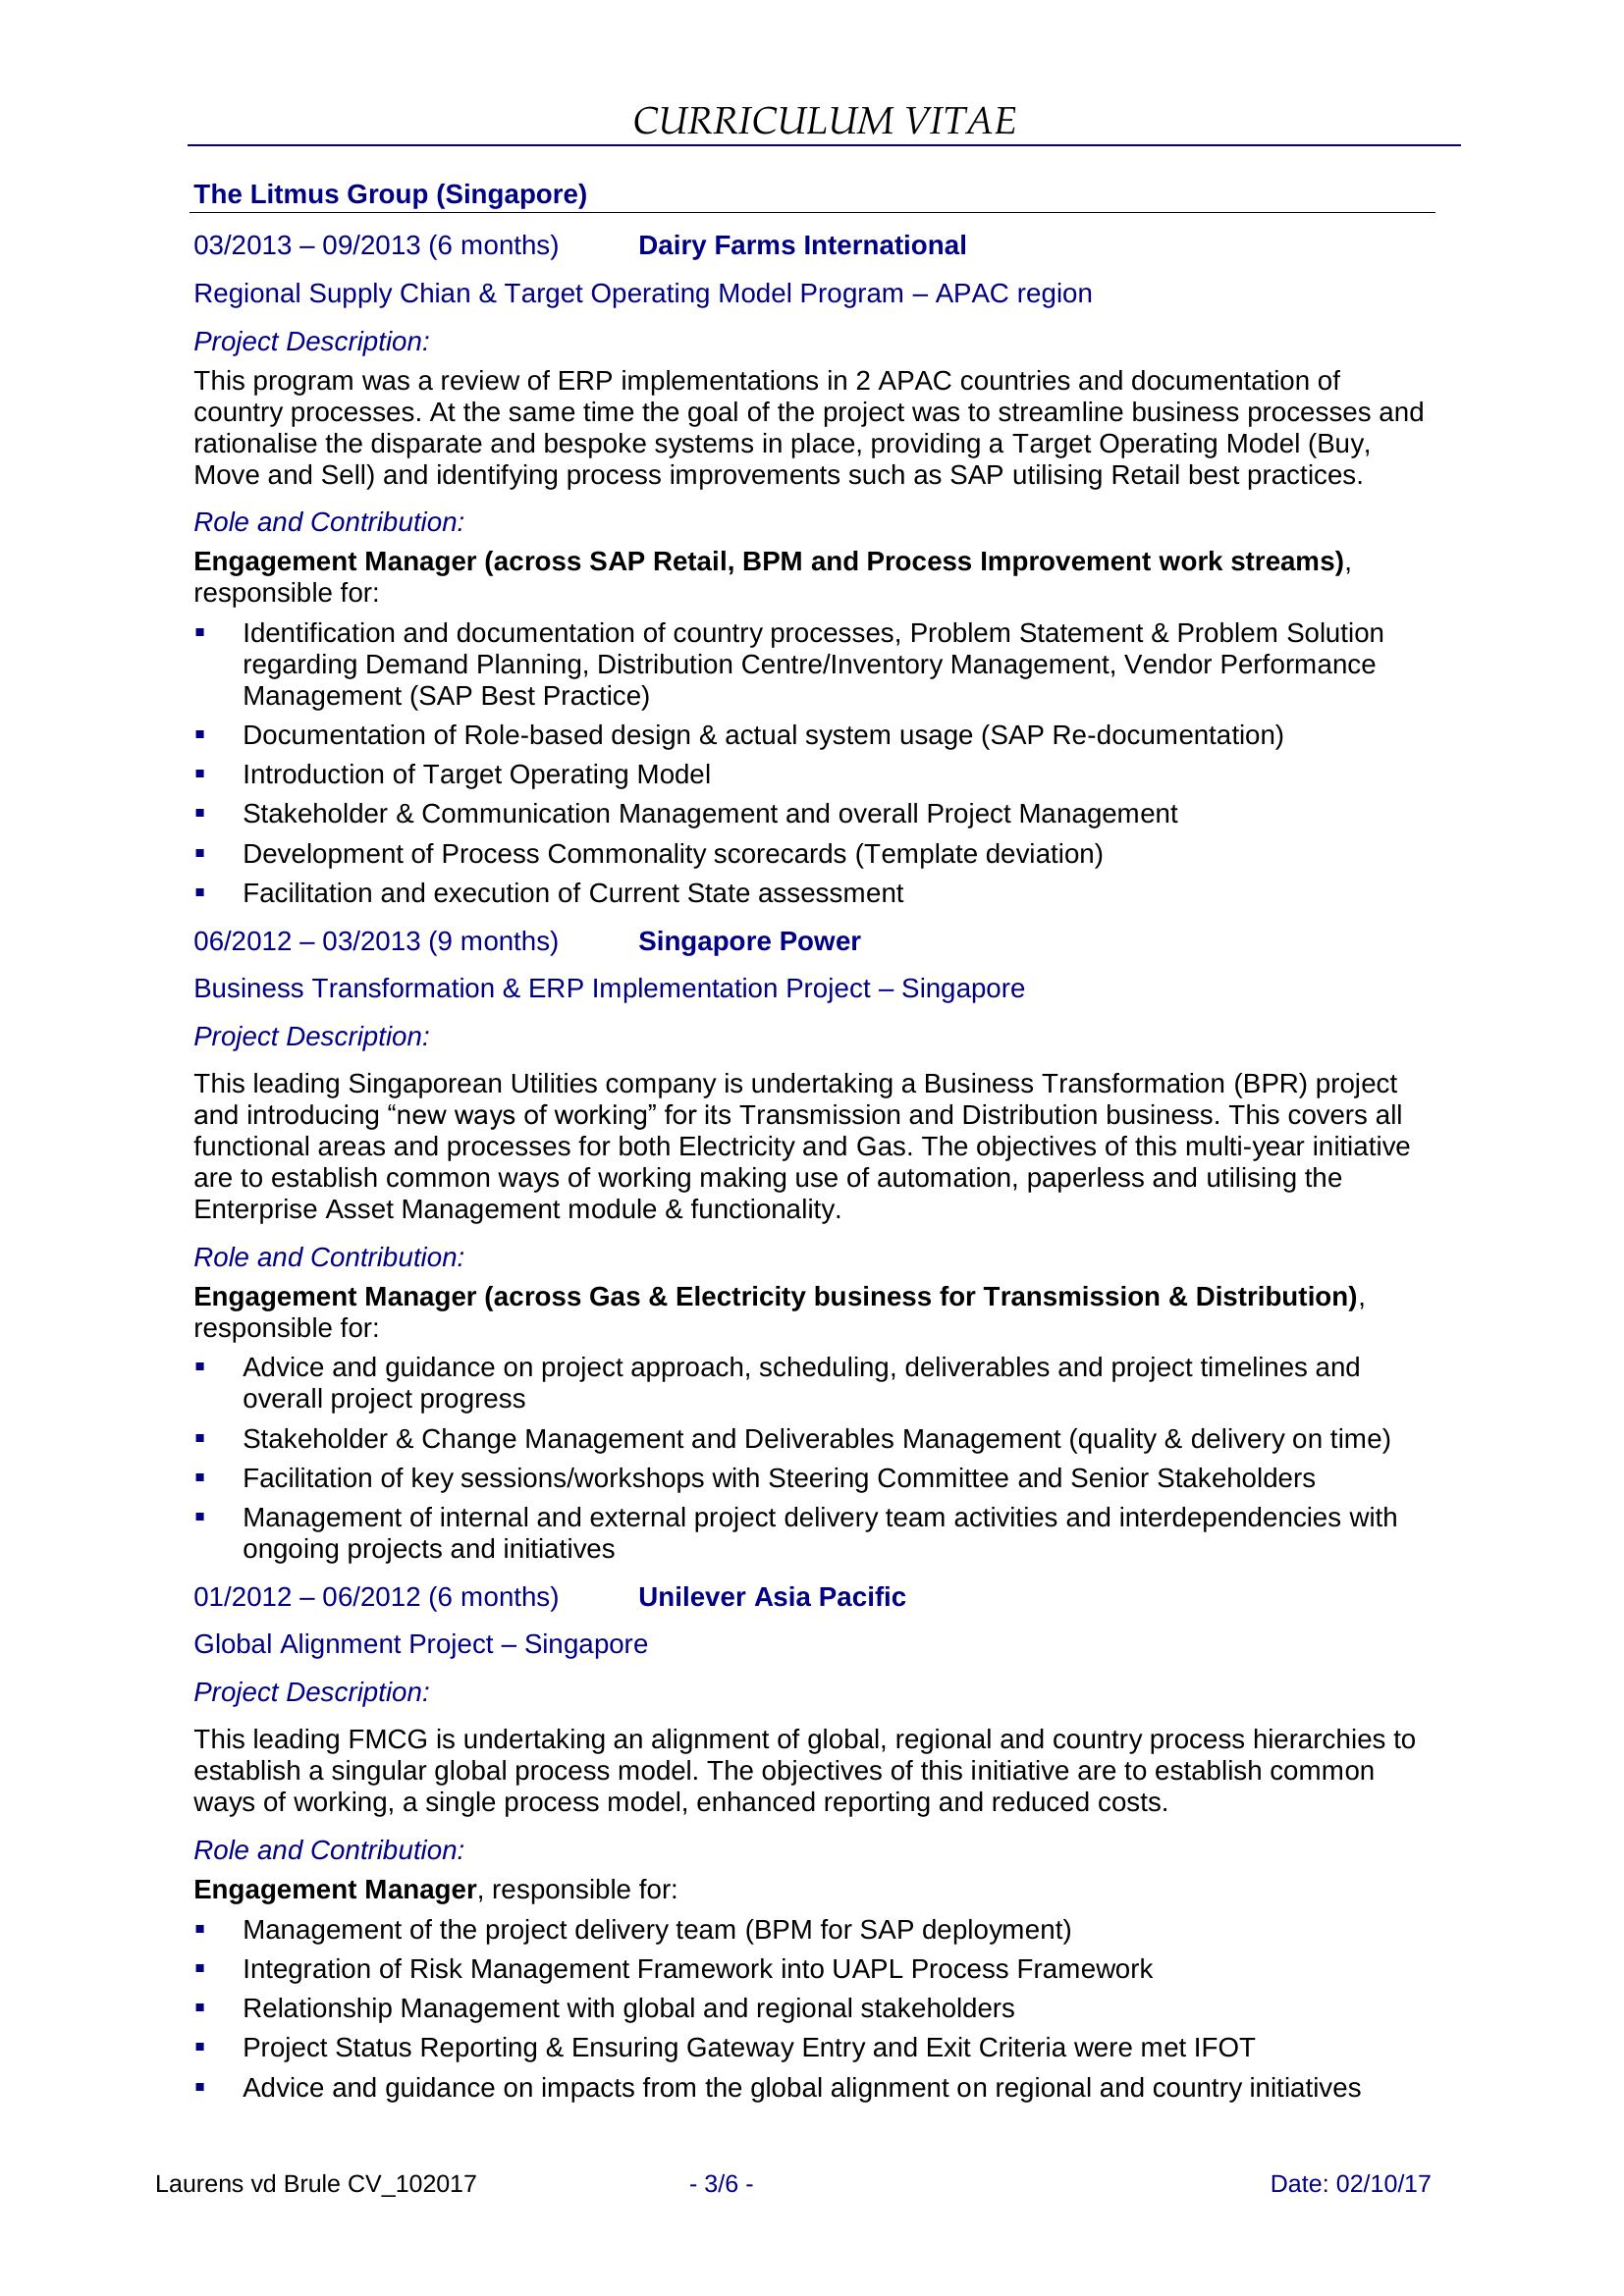 CURRICULUM VITAE
The Litmus Group (Singapore)
03/2013 – 09/2013 (6 months) Dairy Farms International
Regional Supply Chian & Target Operating Model Program – APAC region
Project Description:
This program was a review of ERP implementations in 2 APAC countries and documentation of
country processes. At the same time the goal of the project was to streamline business processes and
rationalise the disparate and bespoke systems in place, providing a Target Operating Model (Buy,
Move and Sell) and identifying process improvements such as SAP utilising Retail best practices.
Role and Contribution:
Engagement Manager (across SAP Retail, BPM and Process Improvement work streams),
responsible for:
▪ Identification and documentation of country processes, Problem Statement & Problem Solution
regarding Demand Planning, Distribution Centre/Inventory Management, Vendor Performance
Management (SAP Best Practice)
▪ Documentation of Role-based design & actual system usage (SAP Re-documentation)
▪ Introduction of Target Operating Model
▪ Stakeholder & Communication Management and overall Project Management
▪ Development of Process Commonality scorecards (Template deviation)
▪ Facilitation and execution of Current State assessment
06/2012 – 03/2013 (9 months) Singapore Power
Business Transformation & ERP Implementation Project – Singapore
Project Description:
This leading Singaporean Utilities company is undertaking a Business Transformation (BPR) project
and introducing “new ways of working” for its Transmission and Distribution business. This covers all
functional areas and processes for both Electricity and Gas. The objectives of this multi-year initiative
are to establish common ways of working making use of automation, paperless and utilising the
Enterprise Asset Management module & functionality.
Role and Contribution:
Engagement Manager (across Gas & Electricity business for Transmission & Distribution),
responsible for:
▪ Advice and guidance on project approach, scheduling, deliverables and project timelines and
overall project progress
▪ Stakeholder & Change Management and Deliverables Management (quality & delivery on time)
▪ Facilitation of key sessions/workshops with Steering Committee and Senior Stakeholders
▪ Management of internal and external project delivery team activities and interdependencies with
ongoing projects and initiatives
01/2012 – 06/2012 (6 months) Unilever Asia Pacific
Global Alignment Project – Singapore
Project Description:
This leading FMCG is undertaking an alignment of global, regional and country process hierarchies to
establish a singular global process model. The objectives of this initiative are to establish common
ways of working, a single process model, enhanced reporting and reduced costs.
Role and Contribution:
Engagement Manager, responsible for:
▪ Management of the project delivery team (BPM for SAP deployment)
▪ Integration of Risk Management Framework into UAPL Process Framework
▪ Relationship Management with global and regional stakeholders
▪ Project Status Reporting & Ensuring Gateway Entry and Exit Criteria were met IFOT
▪ Advice and guidance on impacts from the global alignment on regional and country initiatives
Laurens vd Brule CV_102017 - 3/6 - Date: 02/10/17